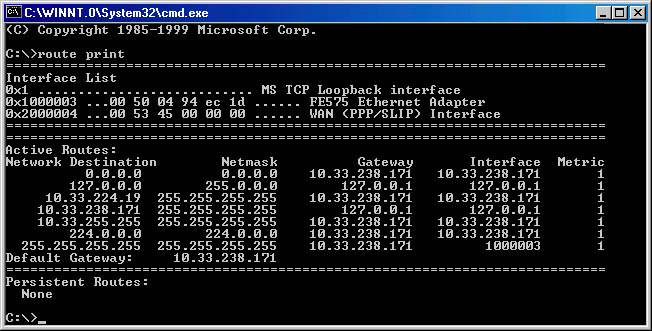 C:\WINNT.0\System32\cmd.exe
(C) Copyright 1985-1999 Microsoft Corp.
C:\>route print
===========================================================================
Interface List
0x1 ........................... MS TCP Loopback interface
0x1000003 ...00 50 04 94 ec 1d ...... FE575 Ethernet Adapter
0x2000004 ...00 53 45 00 00 00 ...... WAN (PPP/SLIP) Interface
===========================================================================
===========================================================================
Active Routes:
Network Destination        Netmask          Gateway       Interface  Metric
          0.0.0.0          0.0.0.0    10.33.238.171   10.33.238.171       1
        127.0.0.0        255.0.0.0        127.0.0.1       127.0.0.1       1
     10.33.224.19  255.255.255.255    10.33.238.171   10.33.238.171       1
    10.33.238.171  255.255.255.255        127.0.0.1       127.0.0.1       1
    10.33.255.255  255.255.255.255    10.33.238.171   10.33.238.171       1
        224.0.0.0        224.0.0.0    10.33.238.171   10.33.238.171       1
  255.255.255.255  255.255.255.255    10.33.238.171         1000003       1
Default Gateway:     10.33.238.171
===========================================================================
Persistent Routes:
  None
C:\>_